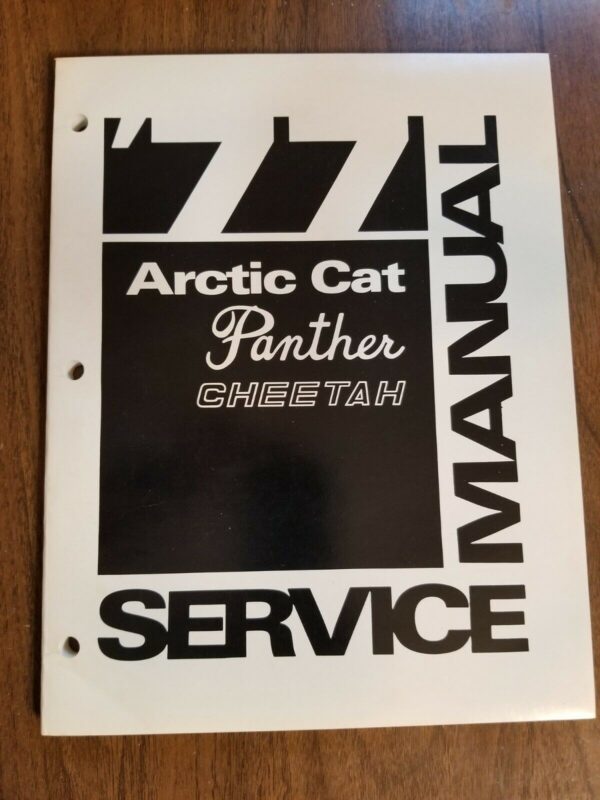 '77
Arctic Cat
Panther
CHEETAH
SERVICE
MANUAL